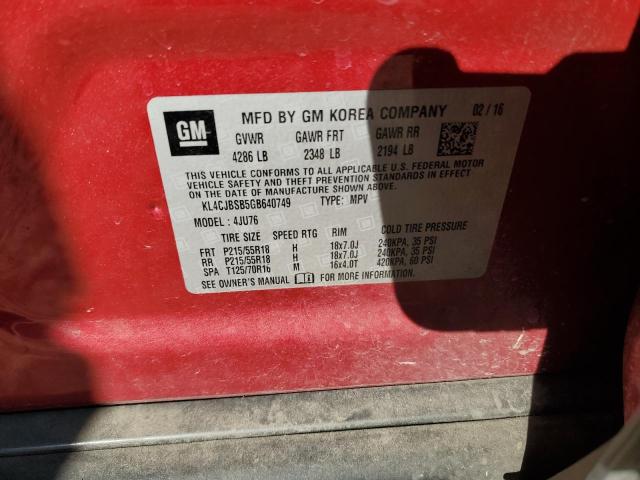 GM
MFD BY GM KOREA COMPANY 02/16
GVWR GAWR FRT GAWR RR
4286 LB 2348 LB 2194 LB
THIS VEHICLE CONFORMS TO ALL APPLICABLE U.S. FEDERAL MOTOR
VEHICLE SAFETY AND THEFT PREVENTION STANDARDS IN EFFECT ON
THE DATE OF MANUFACTURE SHOWN ABOVE.
KL4CJBSB5GB640749 TYPE: MPV
MODEL: 4JU76
TIRE SIZE SPEED RTG RIM COLD TIRE PRESSURE
FRT P215/55R18 H 18x7.0J 240KPA, 35 PSI
RR P215/55R18 H 18x7.0J 240KPA, 35 PSI
SPA T125/70R16 M 16x4.0T 420KPA, 60 PSI
SEE OWNER'S MANUAL FOR MORE INFORMATION